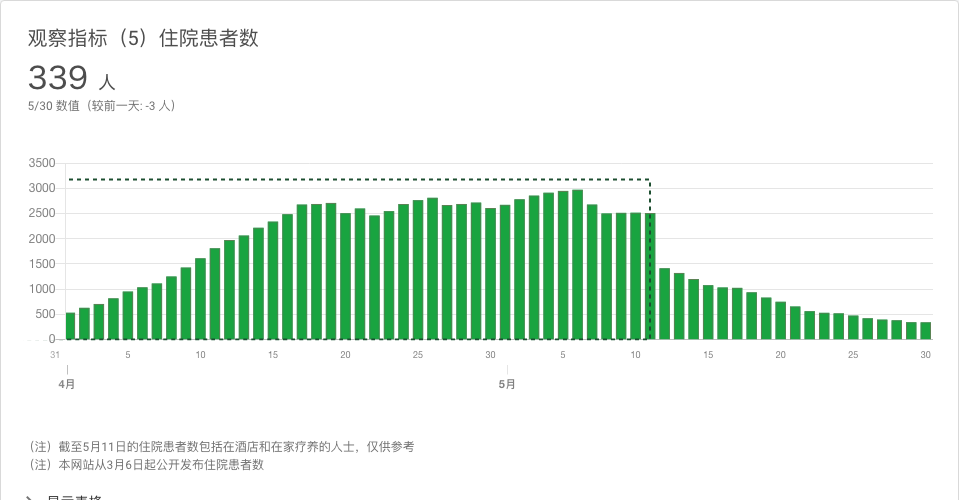 观察指标（5）住院患者数
339 人
5/30 数值（较前一天: -3 人）
3500
3000
2500
2000
1500
1000
500
0
31 5 10 15 20 25 30 5 10 15 20 25 30
4月 5月
（注）截至5月11日的住院患者数包括在酒店和在家疗养的人士，仅供参考
（注）本网站从3月6日起公开发布住院患者数
显示表格